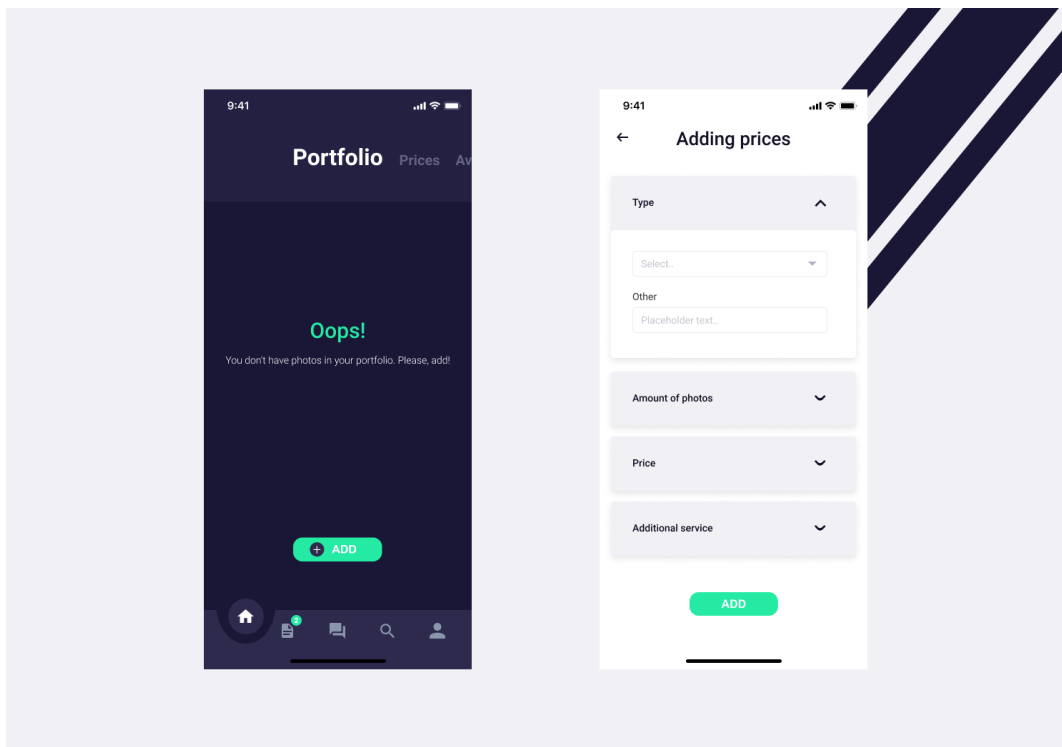 9:41
Portfolio Prices Av
Oops!
You don't have photos in your portfolio. Please, add!
ADD
2
9:41
Adding prices
Type
Select..
Other
Placeholder text..
Amount of photos
Price
Additional service
ADD